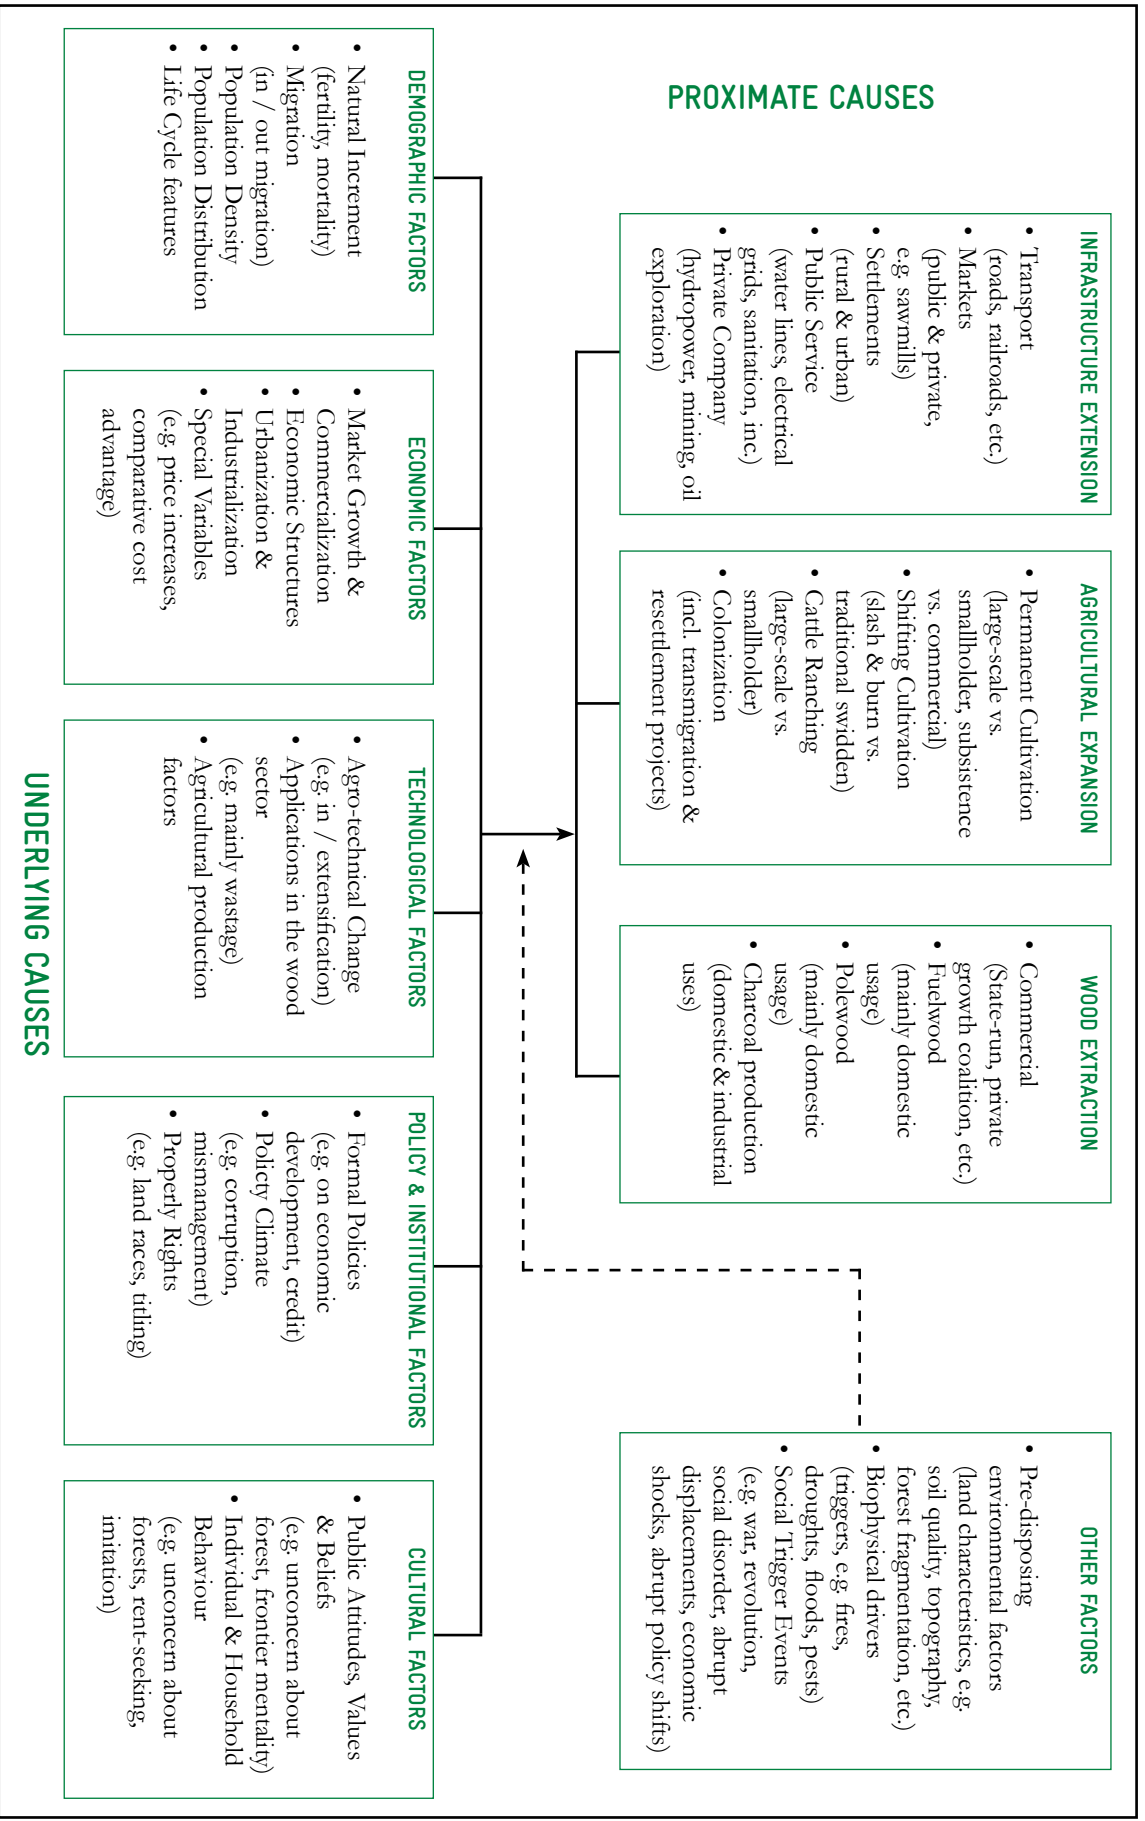 PROXIMATE CAUSES
INFRASTRUCTURE EXTENSION
• Transport
(roads, railroads, etc.)
• Markets
(public & private,
e.g. sawmills)
• Settlements
(rural & urban)
• Public Service
(water lines, electrical
grids, sanitation, inc.)
• Private Company
(hydropower, mining, oil
exploration)
AGRICULTURAL EXPANSION
• Permanent Cultivation
(large-scale vs.
smallholder, subsistence
vs. commercial)
• Shifting Cultivation
(slash & burn vs.
traditional swidden)
• Cattle Ranching
(large-scale vs.
smallholder)
• Colonization
(incl. transmigration &
resettlement projects)
WOOD EXTRACTION
• Commercial
(State-run, private
growth coalition, etc.)
• Fuelwood
(mainly domestic
usage)
• Polewood
(mainly domestic
usage)
• Charcoal production
(domestic & industrial
uses)
OTHER FACTORS
• Pre-disposing
environmental factors
(land characteristics, e.g.
soil quality, topography,
forest fragmentation, etc.)
• Biophysical drivers
(triggers, e.g. fires,
droughts, floods, pests)
• Social Trigger Events
(e.g. war, revolution,
social disorder, abrupt
displacements, economic
shocks, abrupt policy shifts)
DEMOGRAPHIC FACTORS
• Natural Increment
(fertility, mortality)
• Migration
(in / out migration)
• Population Density
• Population Distribution
• Life Cycle features
ECONOMIC FACTORS
• Market Growth &
Commercialization
• Economic Structures
• Urbanization &
Industrialization
• Special Variables
(e.g. price increases,
comparative cost
advantage)
TECHNOLOGICAL FACTORS
• Agro-technical Change
(e.g. in / extensification)
• Applications in the wood
sector
(e.g. mainly wastage)
• Agricultural production
factors
POLICY & INSTITUTIONAL FACTORS
• Formal Policies
(e.g. on economic
development, credit)
• Policty Climate
(e.g. corruption,
mismanagement)
• Properly Rights
(e.g. land races, titling)
CULTURAL FACTORS
• Public Attitudes, Values
& Beliefs
(e.g. unconcern about
forest, frontier mentality)
• Individual & Household
Behaviour
(e.g. unconcern about
forests, rent-seeking,
imitation)
UNDERLYING CAUSES